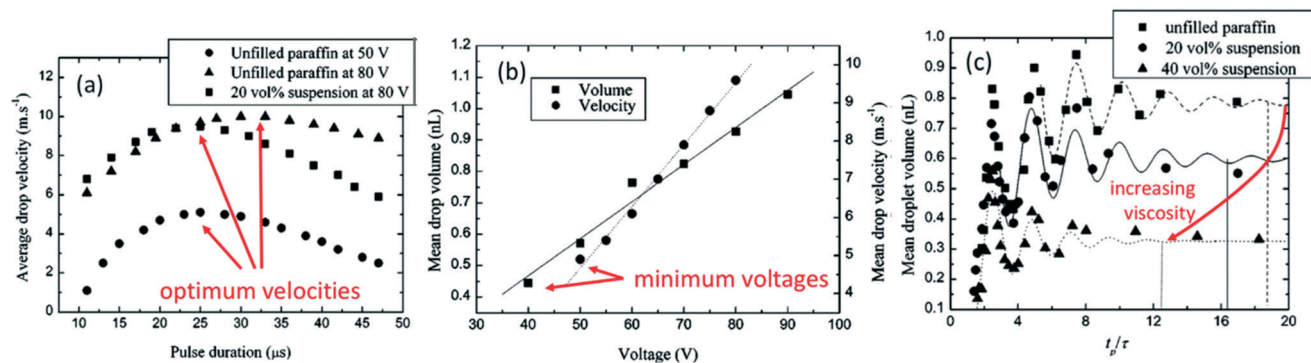 (a)
Unfilled paraffin at 50 V
Unfilled paraffin at 80 V
20 vol% suspension at 80 V
Average drop velocity (m.s⁻¹)
12
10
8
6
4
2
0
optimum velocities
10 15 20 25 30 35 40 45 50
Pulse duration (μs)
(b)
Volume
Velocity
Mean drop volume (nL)
1.2
1.1
1.0
0.9
0.8
0.7
0.6
0.5
0.4
Mean drop velocity (m.s⁻¹)
10
9
8
7
6
5
4
minimum voltages
30 40 50 60 70 80 90 100
Voltage (V)
(c)
unfilled paraffin
20 vol% suspension
40 vol% suspension
Mean droplet volume (nL)
1.0
0.9
0.8
0.7
0.6
0.5
0.4
0.3
0.2
0.1
increasing
viscosity
0 4 8 12 16 20
tₚ/τ